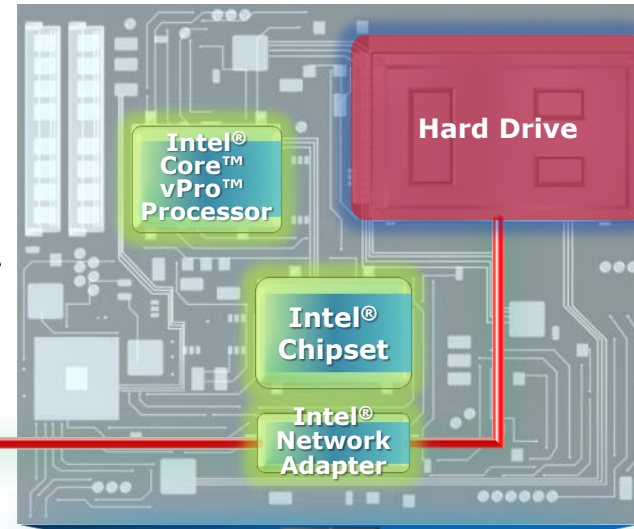 Hard Drive
Intel®
Core™
vPro™
Processor
Intel®
Chipset
Intel®
Network
Adapter